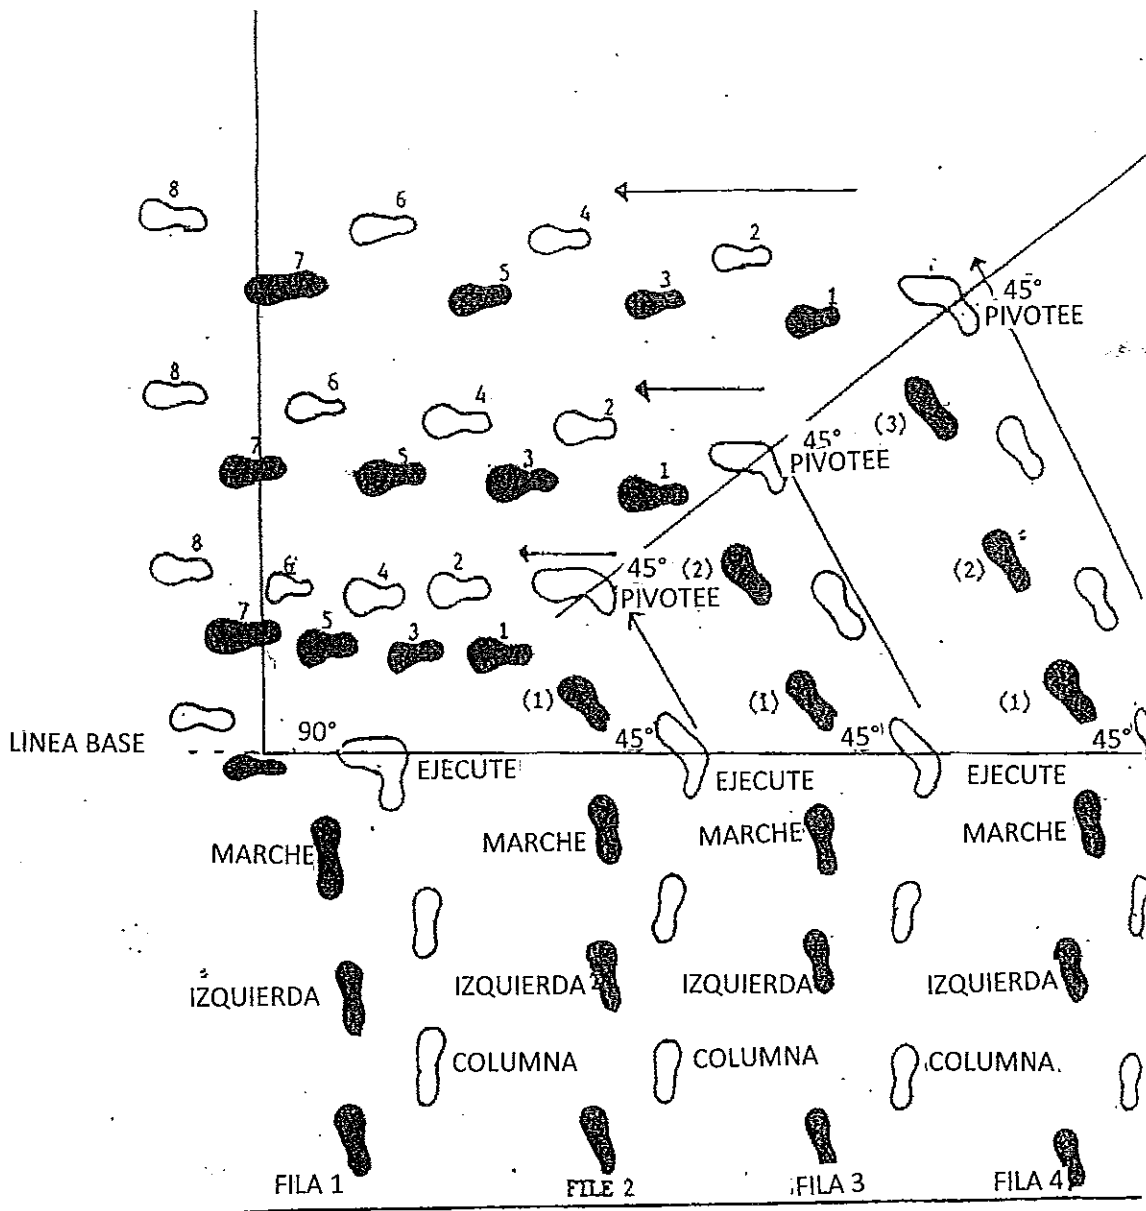 8
6
4
2
7
5
3
1
45°
PIVOTEE
8
6
4
2
(3)
45°
PIVOTEE
7
5
3
1
8
6
4
2
45° (2)
PIVOTEE
(2)
7
5
3
1
(1)
(1)
(1)
LINEA BASE
90°
45°
45°
45°
EJECUTE
EJECUTE
EJECUTE
MARCHE
MARCHE
MARCHE
MARCHE
IZQUIERDA
IZQUIERDA
IZQUIERDA
IZQUIERDA
COLUMNA
COLUMNA
COLUMNA
FILA 1
FILE 2
FILA 3
FILA 4